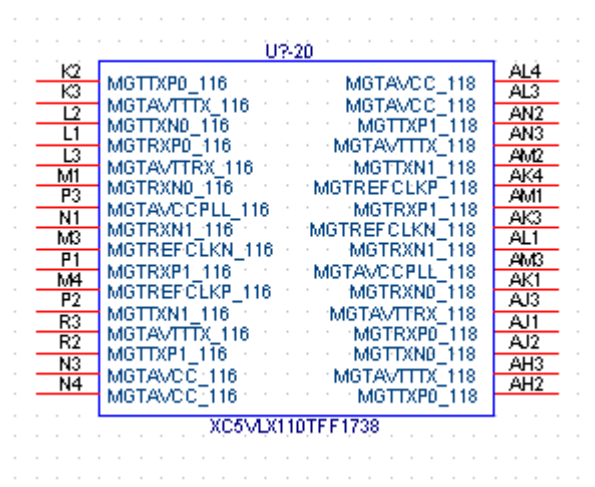 U?-20
K2 MGTTXP0_116 MGTAVCC_118 AL4
K3 MGTAVTTTX_116 MGTAVCC_118 AL3
L2 MGTTXN0_116 MGTTXP1_118 AN2
L1 MGTRXP0_116 MGTAVTTTX_118 AN3
L3 MGTAVTTRX_116 MGTTXN1_118 AM2
M1 MGTRXN0_116 MGTREFCLKP_118 AK4
P3 MGTAVCCPLL_116 MGTRXP1_118 AM1
N1 MGTRXN1_116 MGTREFCLKN_118 AK3
M3 MGTREFCLKN_116 MGTRXN1_118 AL1
P1 MGTRXP1_116 MGTAVCCPLL_118 AM3
M4 MGTREFCLKP_116 MGTRXN0_118 AK1
P2 MGTTXN1_116 MGTAVTTRX_118 AJ3
R3 MGTAVTTTX_116 MGTRXP0_118 AJ1
R2 MGTTXP1_116 MGTTXN0_118 AJ2
N3 MGTAVCC_116 MGTAVTTTX_118 AH3
N4 MGTAVCC_116 MGTTXP0_118 AH2
XC5VLX110TFF1738